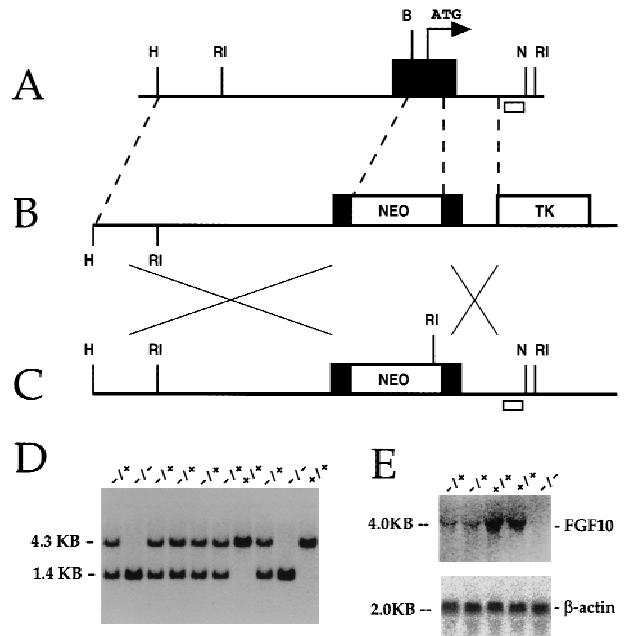 A
H
RI
B
ATG
N
RI
B
NEO
TK
H
RI
RI
C
H
RI
NEO
N
RI
D
-/+ -/- -/+ -/+ -/+ -/+ +/+ -/+ -/- +/+
4.3 KB -
1.4 KB -
E
-/+ -/+ +/+ +/+ -/-
4.0KB --
- FGF10
2.0KB --
- β-actin